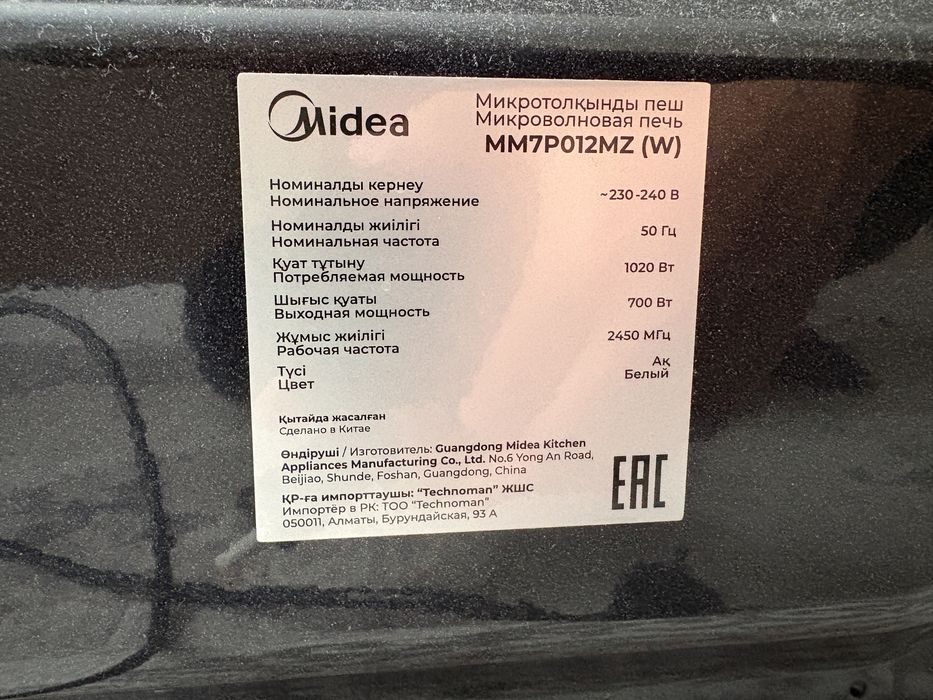 Midea
Микротолқынды пеш
Микроволновая печь
MM7P012MZ (W)
Номиналды кернеу
Номинальное напряжение
~230-240 В
Номиналды жиілігі
Номинальная частота
50 Гц
Қуат тұтыну
Потребляемая мощность
1020 Вт
Шығыс қуаты
Выходная мощность
700 Вт
Жұмыс жиілігі
Рабочая частота
2450 МГц
Түсі
Цвет
Ақ
Белый
Қытайда жасалған
Сделано в Китае
Өндіруші / Изготовитель: Guangdong Midea Kitchen
Appliances Manufacturing Co., Ltd. No.6 Yong An Road,
Beijiao, Shunde, Foshan, Guangdong, China
ҚР-ға импорттаушы: "Technoman" ЖШС
Импортёр в РК: ТОО "Technoman"
050011, Алматы, Бурундайская, 93 А
EAC